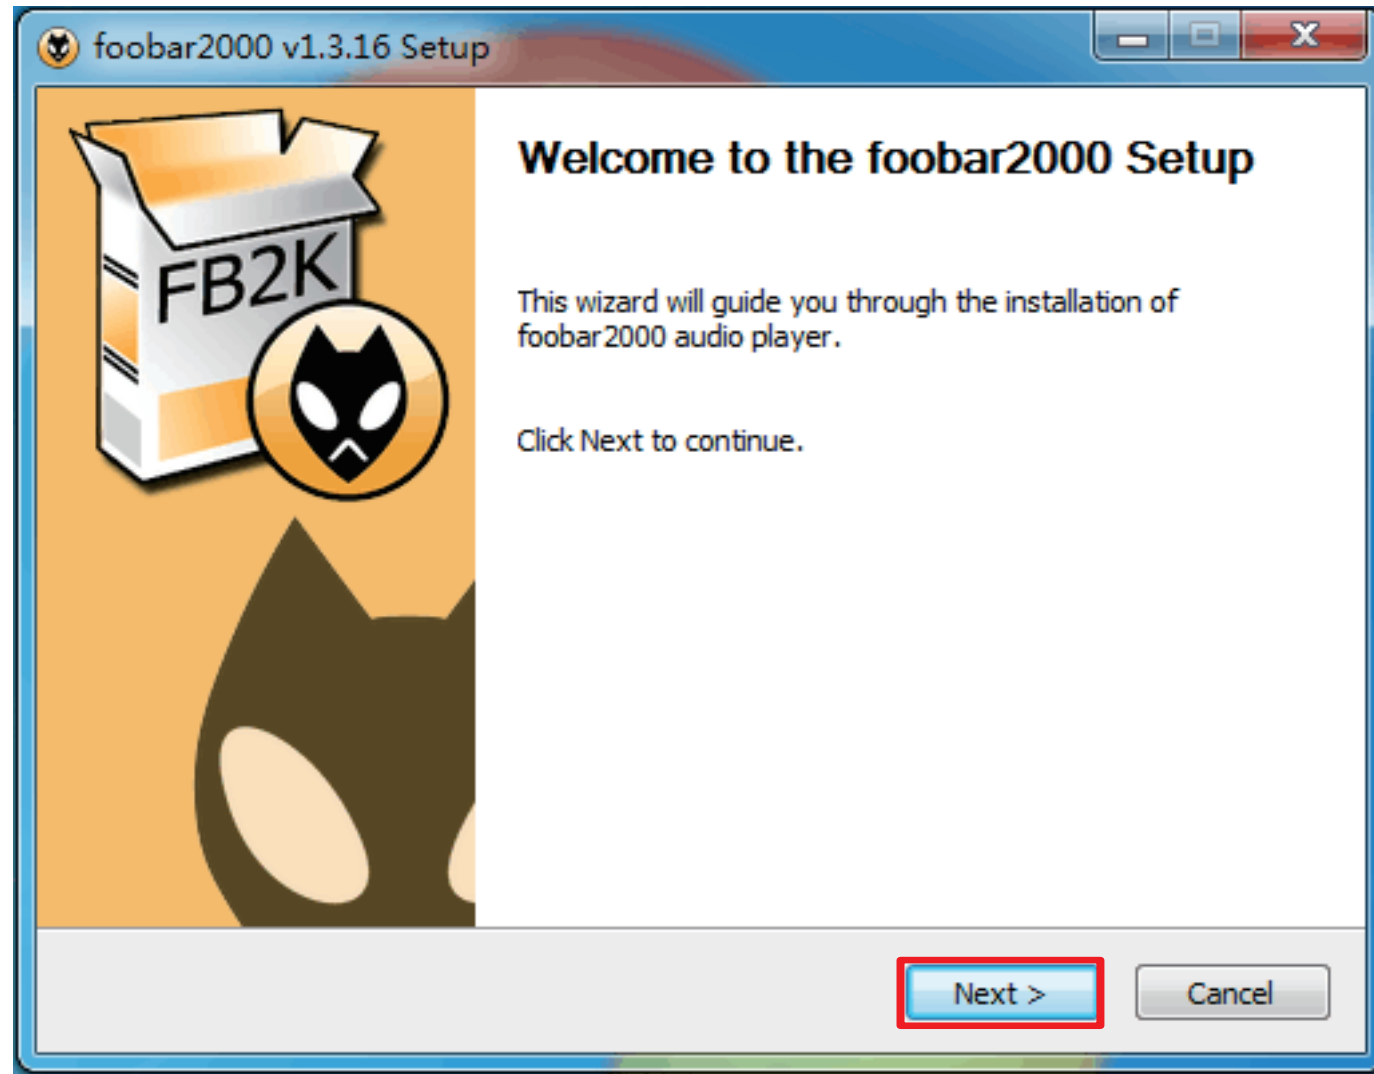 foobar2000 v1.3.16 Setup
FB2K
Welcome to the foobar2000 Setup
This wizard will guide you through the installation of
foobar2000 audio player.
Click Next to continue.
Next >
Cancel